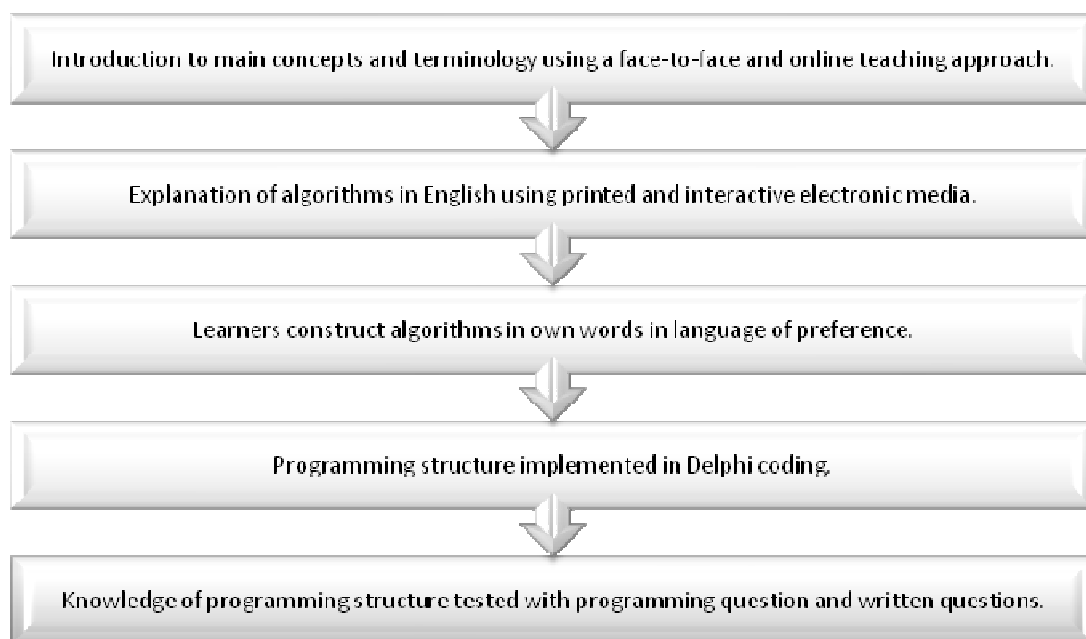 Introduction to main concepts and terminology using a face-to-face and online teaching approach.
Explanation of algorithms in English using printed and interactive electronic media.
Learners construct algorithms in own words in language of preference.
Programming structure implemented in Delphi coding.
Knowledge of programming structure tested with programming question and written questions.